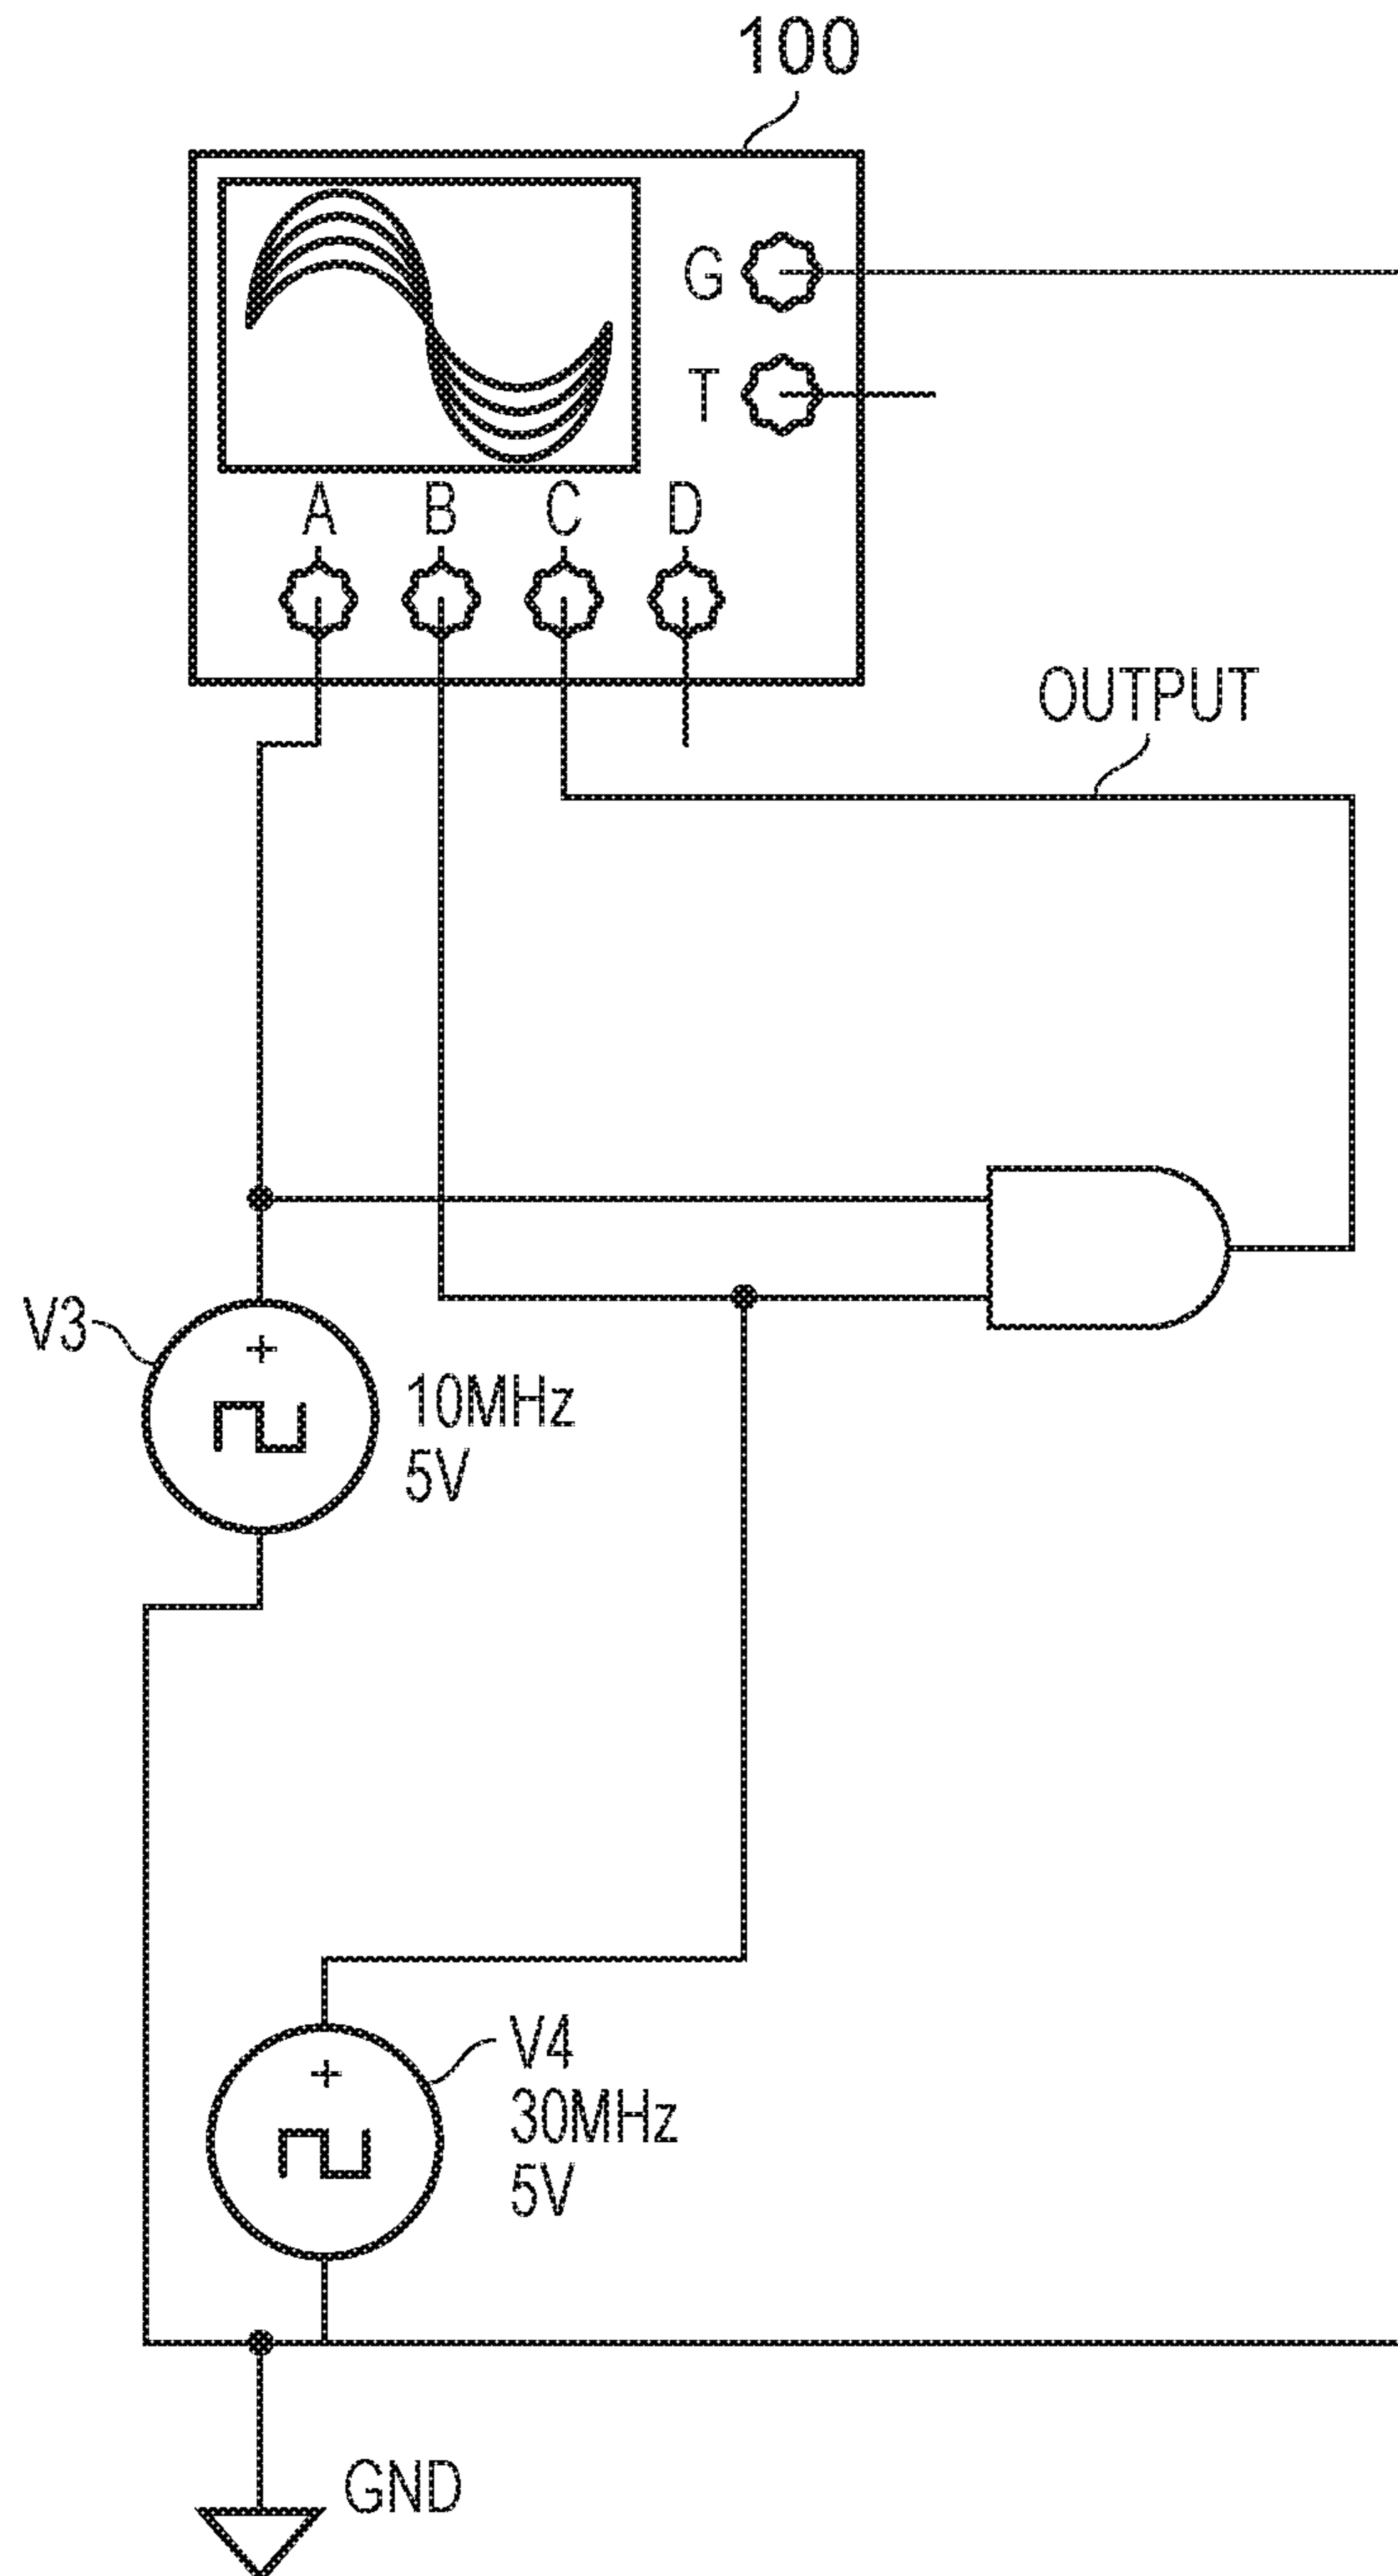 100
G
T
A B C D
OUTPUT
V3
+
10MHz
5V
V4
+
30MHz
5V
GND